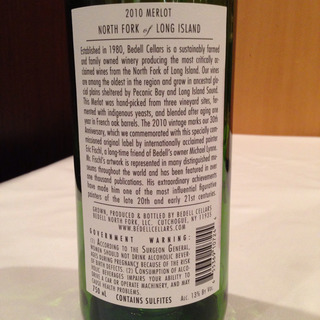 2010 MERLOT
NORTH FORK of LONG ISLAND
Established in 1980, Bedell Cellars is a sustainably farmed
and family owned winery producing the most critically ac-
claimed wines from the North Fork of Long Island. Our vines
are among the oldest in the region and grow in ancestral gla-
cial plains sheltered by Peconic Bay and Long Island Sound.
This Merlot was hand-picked from three vineyard sites, fer-
mented with indigenous yeasts, and blended after aging one
year in French oak barrels. The 2010 vintage marks our 30th
Anniversary, which we commemorated with this specially com-
missioned original label by internationally acclaimed painter
Eric Fischl, a long-time friend of Bedell's owner Michael Lynne.
Mr. Fischl's artwork is represented in many distinguished mu-
seums throughout the world and has been featured in over
one thousand publications. His extraordinary achievements
have made him one of the most influential figurative
painters of the late 20th and early 21st centuries.
GROWN, PRODUCED & BOTTLED BY BEDELL CELLARS
BEDELL NORTH FORK, LLC. CUTCHOGUE, NY 11935
WWW.BEDELLCELLARS.COM
GOVERNMENT WARNING:
(1) ACCORDING TO THE SURGEON GENERAL,
WOMEN SHOULD NOT DRINK ALCOHOLIC BEVER-
AGES DURING PREGNANCY BECAUSE OF THE RISK
OF BIRTH DEFECTS. (2) CONSUMPTION OF ALCO-
HOLIC BEVERAGES IMPAIRS YOUR ABILITY TO
DRIVE A CAR OR OPERATE MACHINERY, AND MAY
CAUSE HEALTH PROBLEMS.
750 ml CONTAINS SULFITES Alc. 13% by Vol.